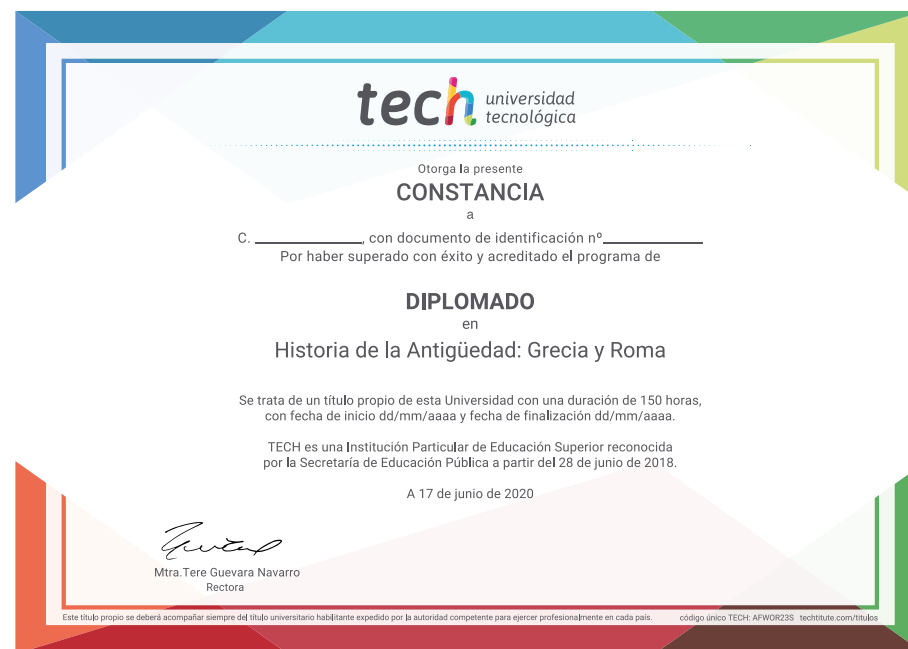 tech universidad
tecnológica
Otorga la presente
CONSTANCIA
a
C. ____________, con documento de identificación nº___________
Por haber superado con éxito y acreditado el programa de
DIPLOMADO
en
Historia de la Antigüedad: Grecia y Roma
Se trata de un título propio de esta Universidad con una duración de 150 horas,
con fecha de inicio dd/mm/aaaa y fecha de finalización dd/mm/aaaa.
TECH es una Institución Particular de Educación Superior reconocida
por la Secretaría de Educación Pública a partir del 28 de junio de 2018.
A 17 de junio de 2020
Mtra.Tere Guevara Navarro
Rectora
Este título propio se deberá acompañar siempre del título universitario habilitante expedido por la autoridad competente para ejercer profesionalmente en cada país. código único TECH: AFWOR23S techtitute.com/titulos